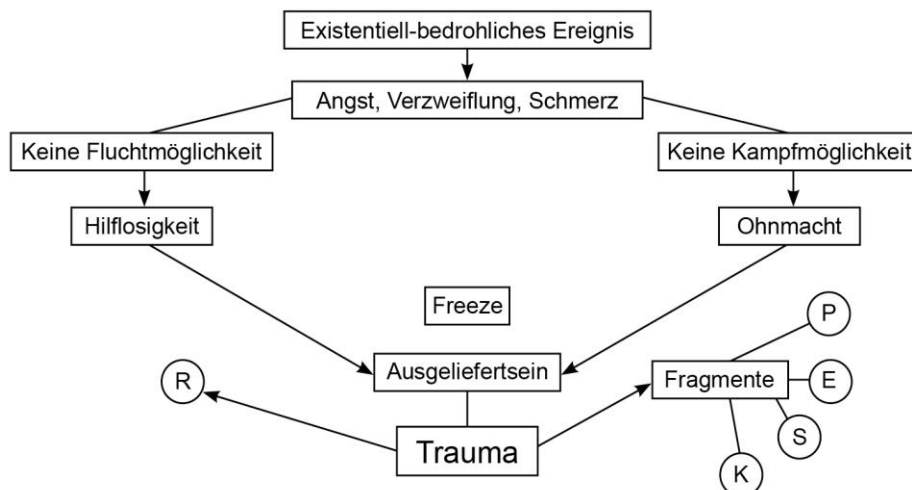 Existentiell-bedrohliches Ereignis
Angst, Verzweiflung, Schmerz
Keine Fluchtmöglichkeit
Keine Kampfmöglichkeit
Hilflosigkeit
Ohnmacht
Freeze
P
Ausgeliefertsein
Fragmente
E
R
Trauma
S
K